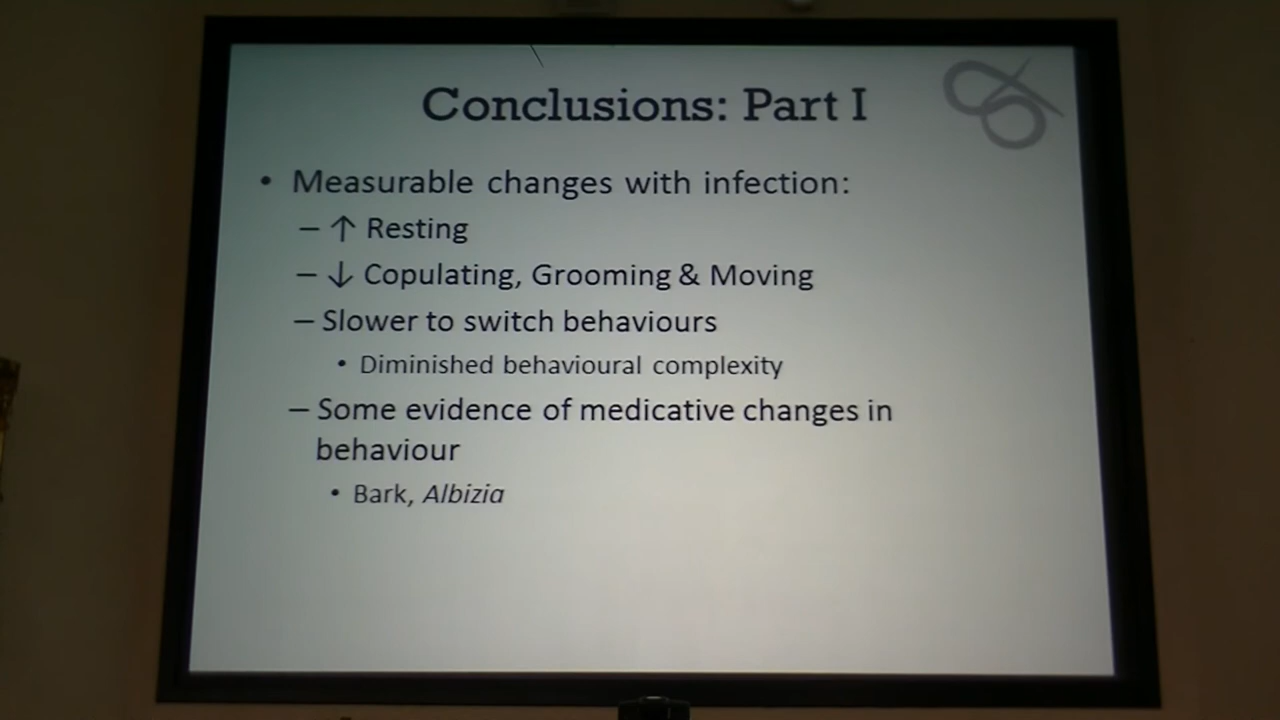 Conclusions: Part I
• Measurable changes with infection:
– ↑ Resting
– ↓ Copulating, Grooming & Moving
– Slower to switch behaviours
• Diminished behavioural complexity
– Some evidence of medicative changes in
behaviour
• Bark, Albizia